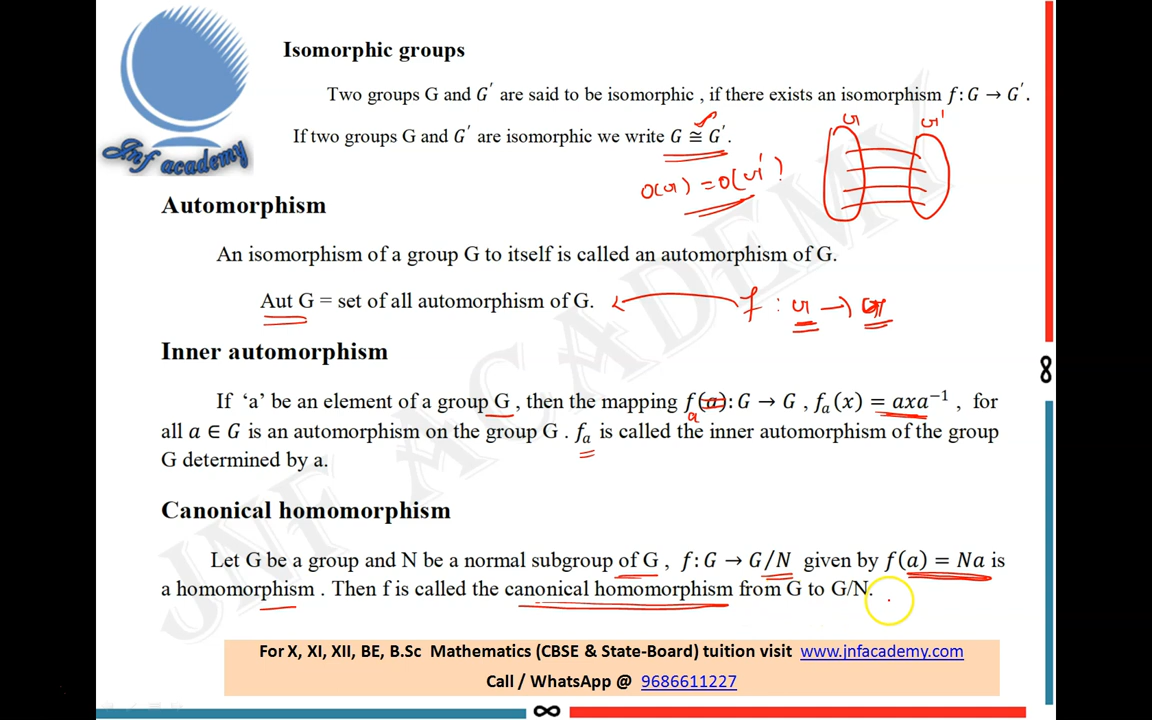 Isomorphic groups
Two groups G and G′ are said to be isomorphic , if there exists an isomorphism f: G → G′.
If two groups G and G′ are isomorphic we write G ≅ G′.
G G'
O(G) = O(G')
Jnf academy
Automorphism
An isomorphism of a group G to itself is called an automorphism of G.
Aut G = set of all automorphism of G.
f : G → G
Inner automorphism
If ‘a’ be an element of a group G , then the mapping f(a): G → G , fₐ(x) = axa⁻¹ , for
a
all a ∈ G is an automorphism on the group G . fₐ is called the inner automorphism of the group
G determined by a.
Canonical homomorphism
Let G be a group and N be a normal subgroup of G , f: G → G/N given by f(a) = Na is
a homomorphism . Then f is called the canonical homomorphism from G to G/N.
JNF ACADEMY
For X, XI, XII, BE, B.Sc Mathematics (CBSE & State-Board) tuition visit www.jnfacademy.com
Call / WhatsApp @ 9686611227
8
∞